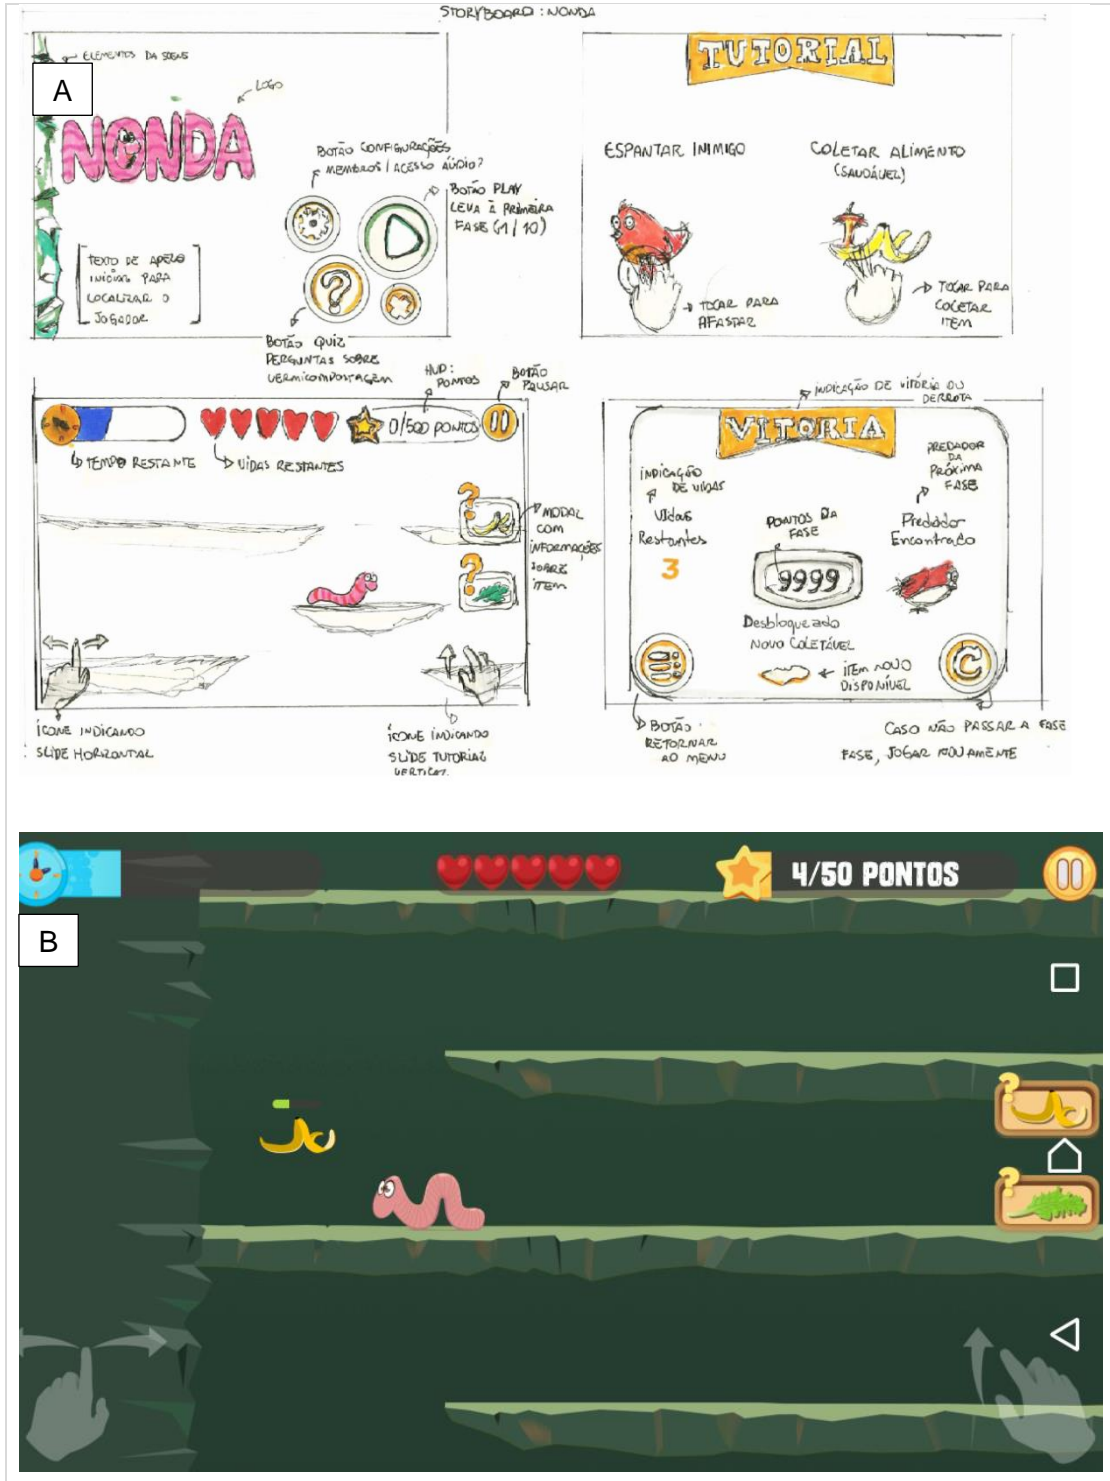 STORYBOARD : NONDA
ELEMENTOS DA
A
LOGO
NONDA
BOTÃO CONFIGURAÇÕES
MEMBROS / ACESSO ÁUDIO?
BOTÃO PLAY
LEVA À PRIMEIRA
FASE (1/10)
TEXTO DE APELO
INICIAL PARA
LOCALIZAR O
JOGADOR
?
BOTÃO QUIZ
PERGUNTAS SOBRE
VERMICOMPOSTAGEM
TUTORIAL
ESPANTAR INIMIGO
COLETAR ALIMENTO
(SAUDÁVEL)
TOCAR PARA
AFASTAR
TOCAR PARA
COLETAR
ITEM
HUD:
PONTOS
BOTÃO
PAUSAR
0/500 PONTOS
TEMPO RESTANTE
VIDAS RESTANTES
?
?
MODAL
COM
INFORMAÇÕES
SOBRE
ITEM
ÍCONE INDICANDO
SLIDE HORIZONTAL
ÍCONE INDICANDO
SLIDE TUTORIAL
VERTICAL
INDICAÇÃO DE VITÓRIA OU
DERROTA
VITORIA
INDICAÇÃO
DE VIDAS
Vidas
Restantes
3
PONTOS DA
FASE
9999
PREDADOR
DA
PRÓXIMA
FASE
Predador
Encontrado
Desbloqueado
NOVO COLETÁVEL
ITEM NOVO
DISPONÍVEL
BOTÃO
RETORNAR
AO MENU
CASO NÃO PASSAR A FASE
FASE, JOGAR NOVAMENTE
4/50 PONTOS
B
?
?